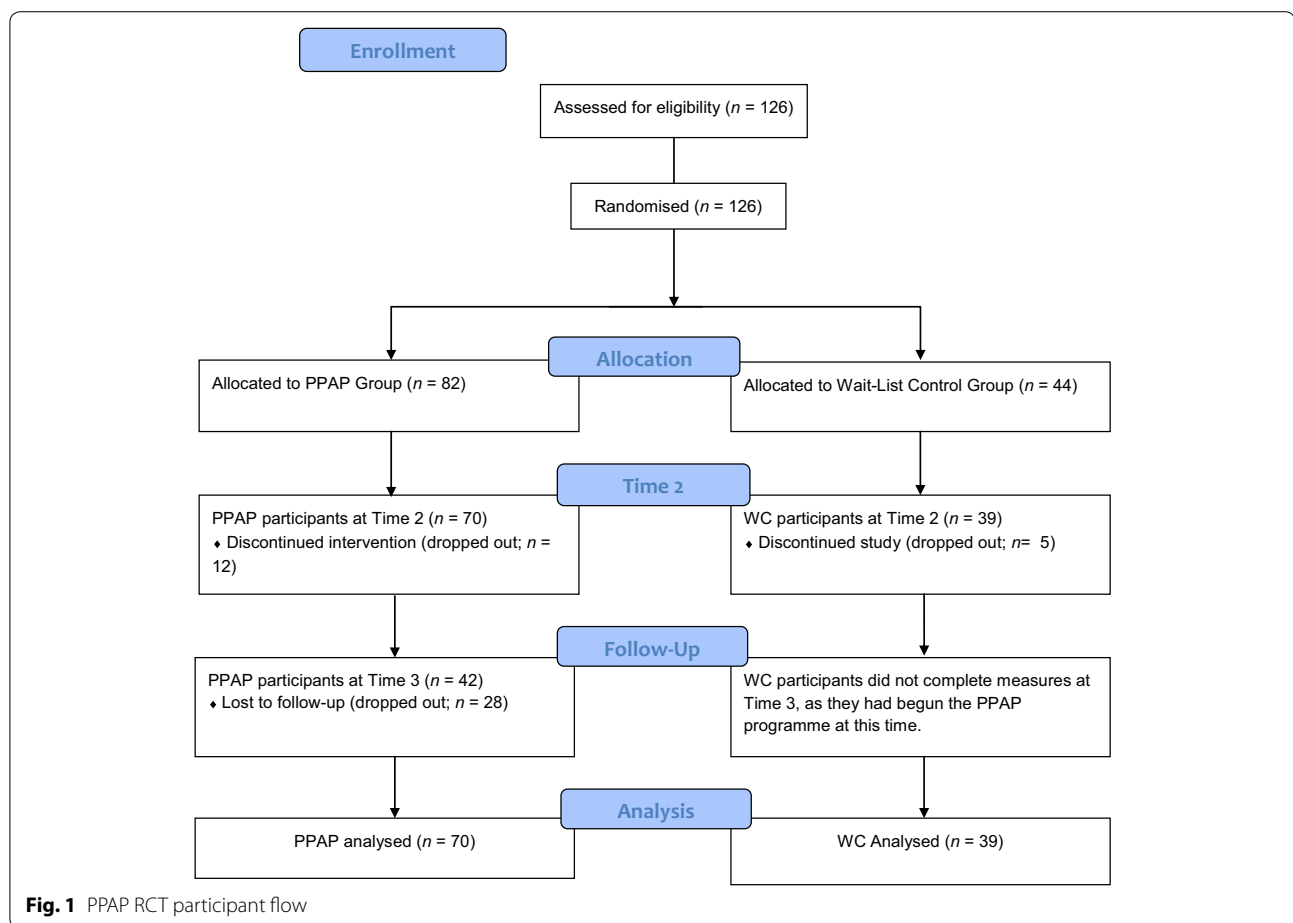 Enrollment
Assessed for eligibility (n = 126)
Randomised (n = 126)
Allocation
Allocated to PPAP Group (n = 82)
Allocated to Wait-List Control Group (n = 44)
Time 2
PPAP participants at Time 2 (n = 70)
♦ Discontinued intervention (dropped out; n =
12)
WC participants at Time 2 (n = 39)
♦ Discontinued study (dropped out; n= 5)
Follow-Up
PPAP participants at Time 3 (n = 42)
♦ Lost to follow-up (dropped out; n = 28)
WC participants did not complete measures at
Time 3, as they had begun the PPAP
programme at this time.
Analysis
PPAP analysed (n = 70)
WC Analysed (n = 39)
Fig. 1 PPAP RCT participant flow